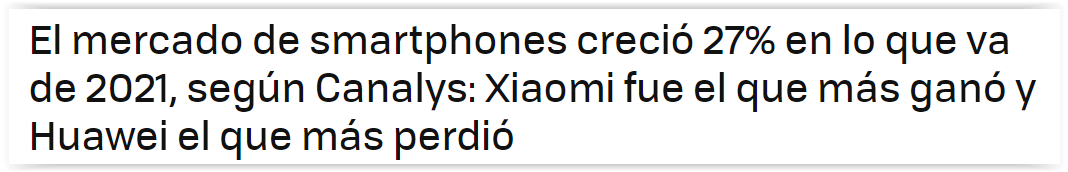 El mercado de smartphones creció 27% en lo que va
de 2021, según Canalys: Xiaomi fue el que más ganó y
Huawei el que más perdió